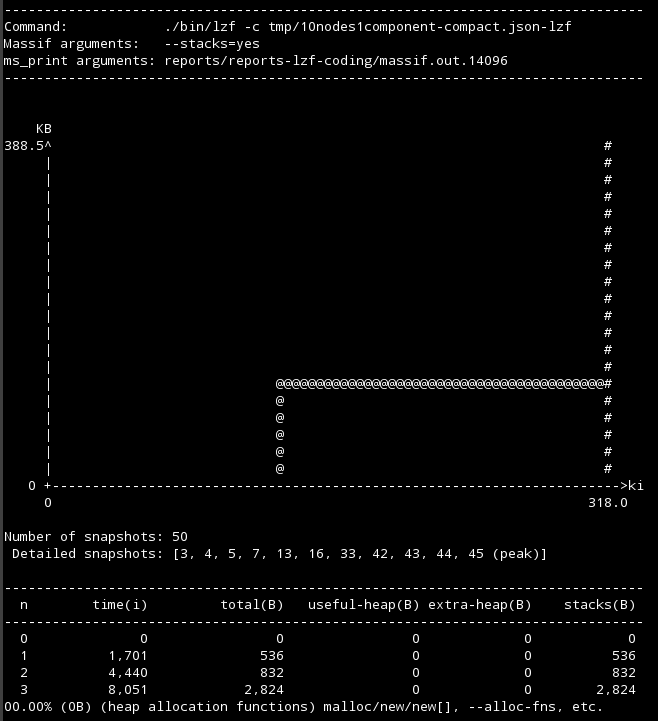 --------------------------------------------------------------------------------
Command:            ./bin/lzf -c tmp/10nodes1component-compact.json-lzf
Massif arguments:   --stacks=yes
ms_print arguments: reports/reports-lzf-coding/massif.out.14096
--------------------------------------------------------------------------------
    KB
388.5^                                                                     #
     |                                                                     #
     |                                                                     #
     |                                                                     #
     |                                                                     #
     |                                                                     #
     |                                                                     #
     |                                                                     #
     |                                                                     #
     |                                                                     #
     |                                                                     #
     |                                                                     #
     |                                                                     #
     |                                                                     #
     |                            @@@@@@@@@@@@@@@@@@@@@@@@@@@@@@@@@@@@@@@@@#
     |                            @                                        #
     |                            @                                        #
     |                            @                                        #
     |                            @                                        #
     |                            @                                        #
   0 +----------------------------------------------------------------------->ki
     0                                                                   318.0
Number of snapshots: 50
 Detailed snapshots: [3, 4, 5, 7, 13, 16, 33, 42, 43, 44, 45 (peak)]
--------------------------------------------------------------------------------
  n        time(i)         total(B)   useful-heap(B) extra-heap(B)    stacks(B)
--------------------------------------------------------------------------------
  0              0                0                0             0            0
  1          1,701              536                0             0          536
  2          4,440              832                0             0          832
  3          8,051            2,824                0             0        2,824
00.00% (0B) (heap allocation functions) malloc/new/new[], --alloc-fns, etc.